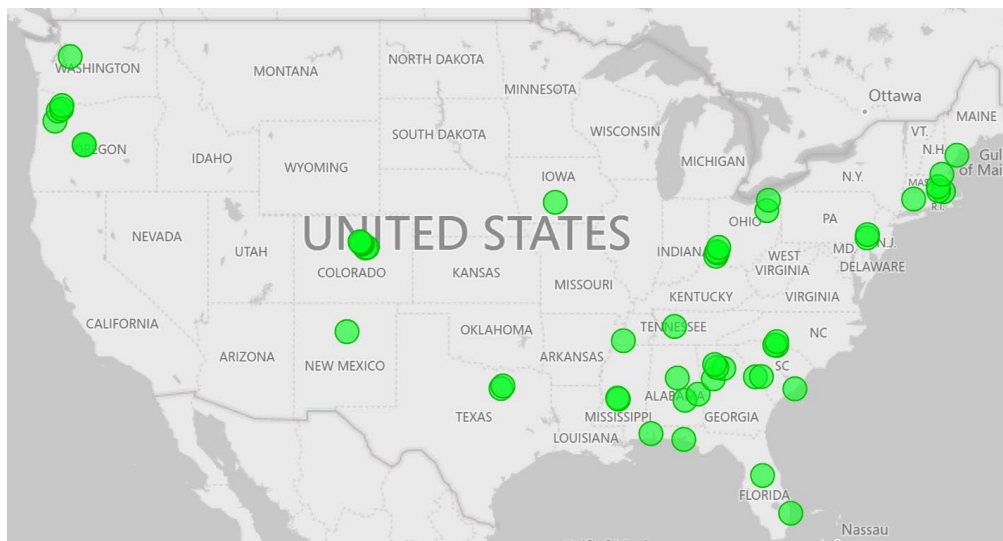 NORTH DAKOTA
WASHINGTON
MONTANA
MINNESOTA
Ottawa
MAINE
VT.
SOUTH DAKOTA
WISCONSIN
OREGON
N.H.
Gul
of Mai
IDAHO
WYOMING
MICHIGAN
IOWA
N.Y.
MASS
R.I.
UNITED STATES
NEVADA
UTAH
OHIO
PA
N.J.
INDIANA
MD.
COLORADO
KANSAS
WEST
VIRGINIA
DELAWARE
MISSOURI
KENTUCKY
VIRGINIA
CALIFORNIA
OKLAHOMA
TENNESSEE
NC
ARIZONA
NEW MEXICO
ARKANSAS
SC
ALABAMA
TEXAS
MISSISSIPPI
GEORGIA
LOUISIANA
FLORIDA
Nassau